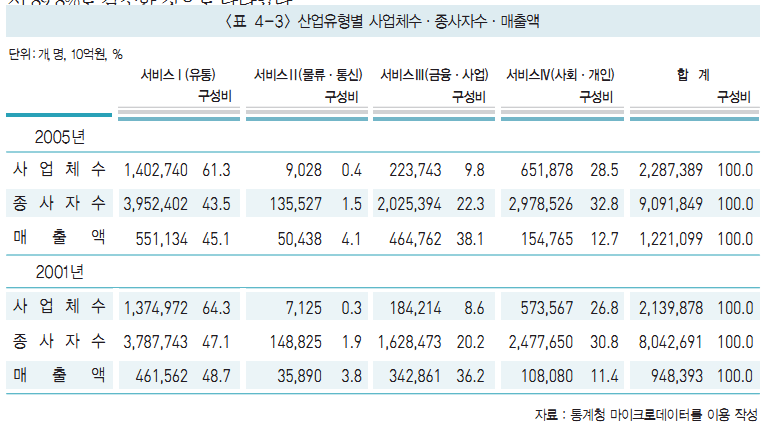 〈표 4-3〉 산업유형별 사업체수·종사자수·매출액
단위:개, 명, 10억원, %
서비스Ⅰ(유통) 서비스Ⅱ(물류·통신) 서비스Ⅲ(금융·사업) 서비스Ⅳ(사회·개인) 합 계
구성비 구성비 구성비 구성비 구성비
2005년
사 업 체 수 1,402,740 61.3 9,028 0.4 223,743 9.8 651,878 28.5 2,287,389 100.0
종 사 자 수 3,952,402 43.5 135,527 1.5 2,025,394 22.3 2,978,526 32.8 9,091,849 100.0
매 출 액 551,134 45.1 50,438 4.1 464,762 38.1 154,765 12.7 1,221,099 100.0
2001년
사 업 체 수 1,374,972 64.3 7,125 0.3 184,214 8.6 573,567 26.8 2,139,878 100.0
종 사 자 수 3,787,743 47.1 148,825 1.9 1,628,473 20.2 2,477,650 30.8 8,042,691 100.0
매 출 액 461,562 48.7 35,890 3.8 342,861 36.2 108,080 11.4 948,393 100.0
자료 : 통계청 마이크로데이터를 이용 작성